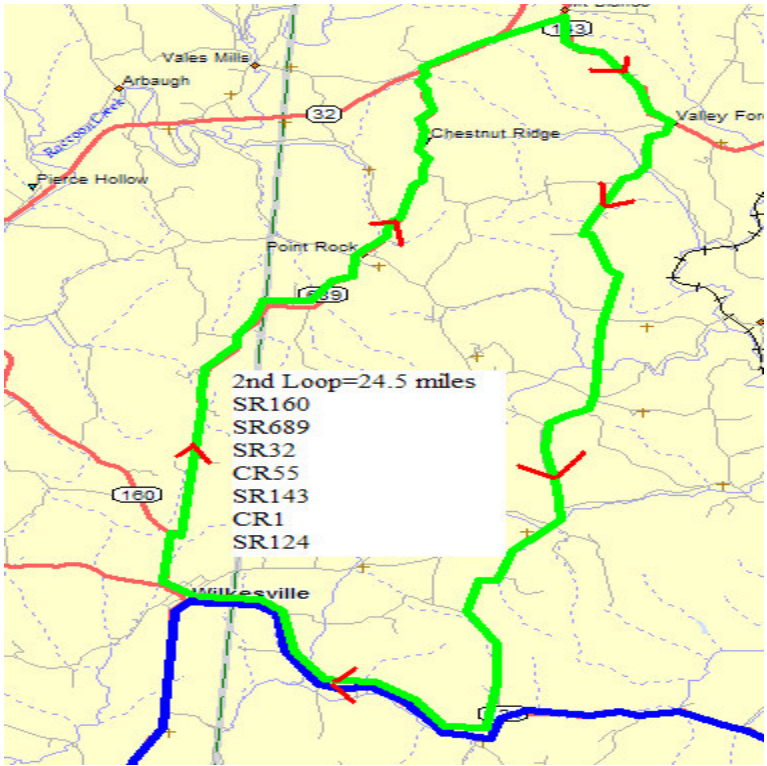 143
Vales Mills
Arbaugh
32
Valley Ford
Raccoon Creek
Chestnut Ridge
Pierce Hollow
Point Rock
689
2nd Loop=24.5 miles
SR160
SR689
SR32
CR55
SR143
CR1
SR124
160
Wilkesville